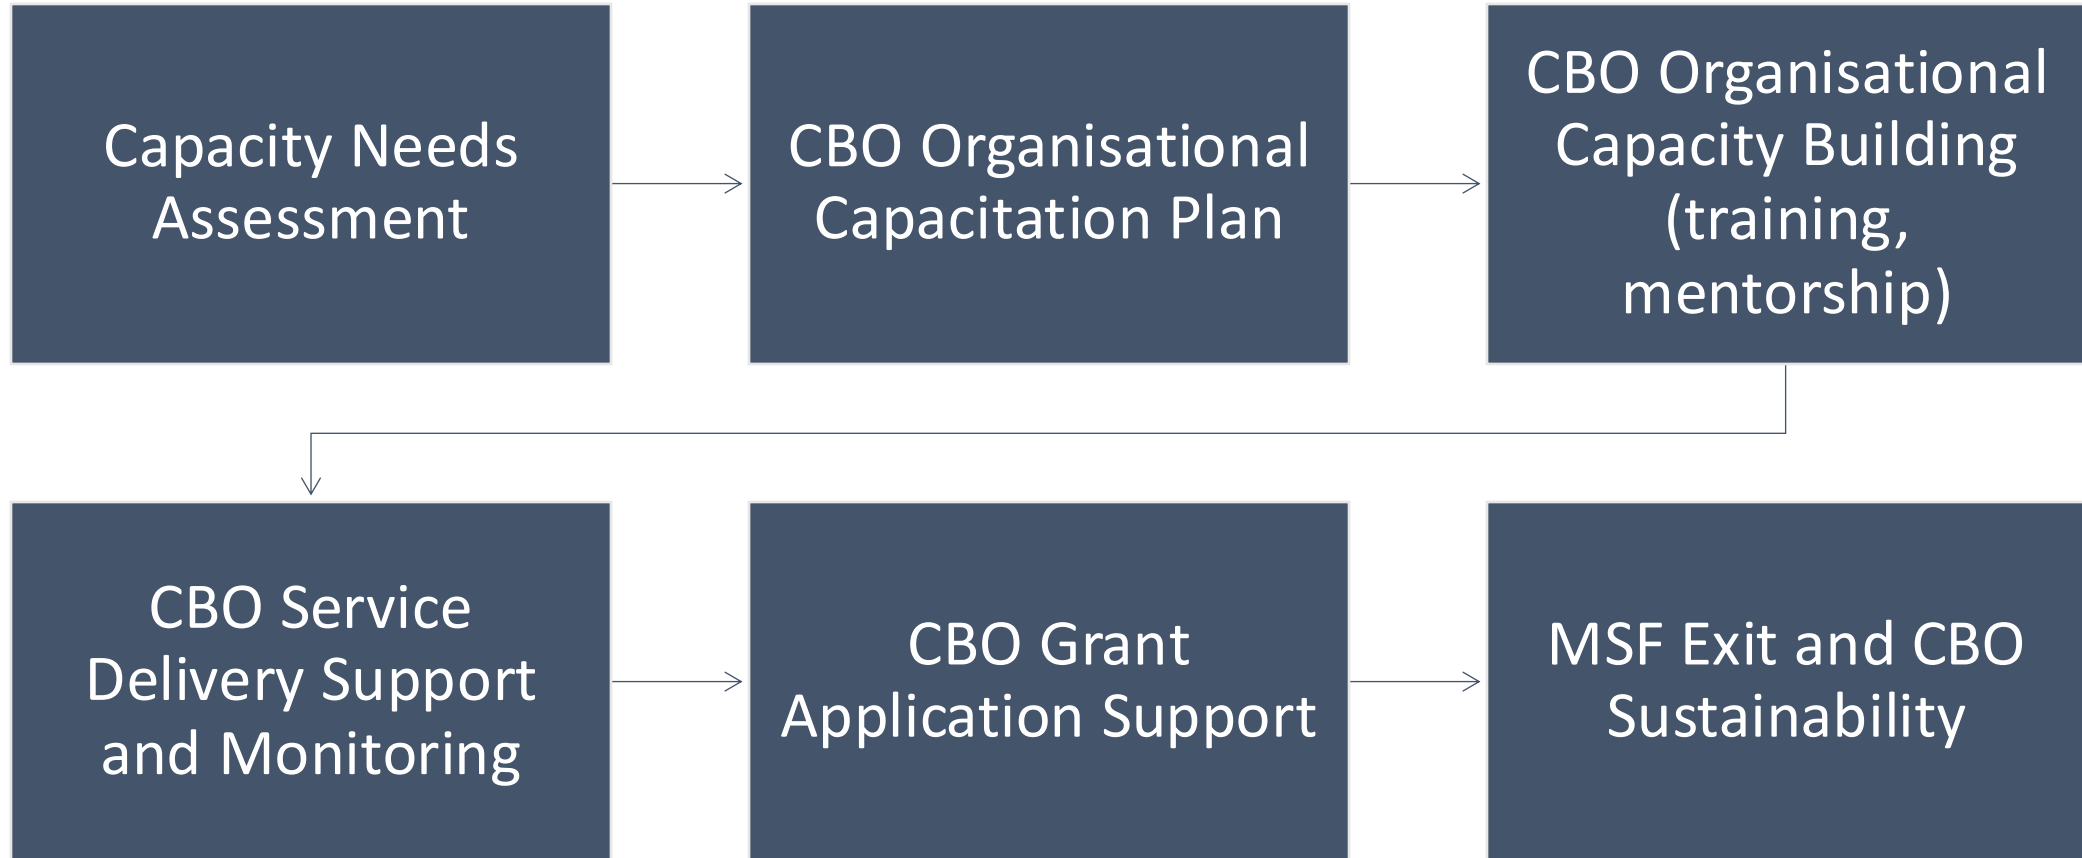 Capacity Needs
Assessment
CBO Organisational
Capacitation Plan
CBO Organisational
Capacity Building
(training,
mentorship)
CBO Service
Delivery Support
and Monitoring
CBO Grant
Application Support
MSF Exit and CBO
Sustainability